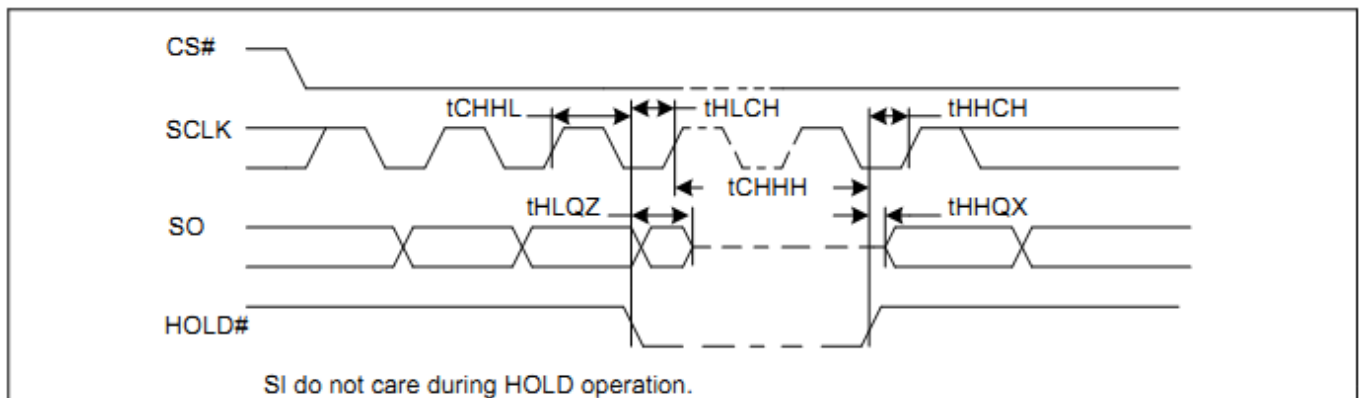 CS#
tCHHL
tHLCH
tHHCH
SCLK
tCHHH
tHLQZ
tHHQX
SO
HOLD#
SI do not care during HOLD operation.